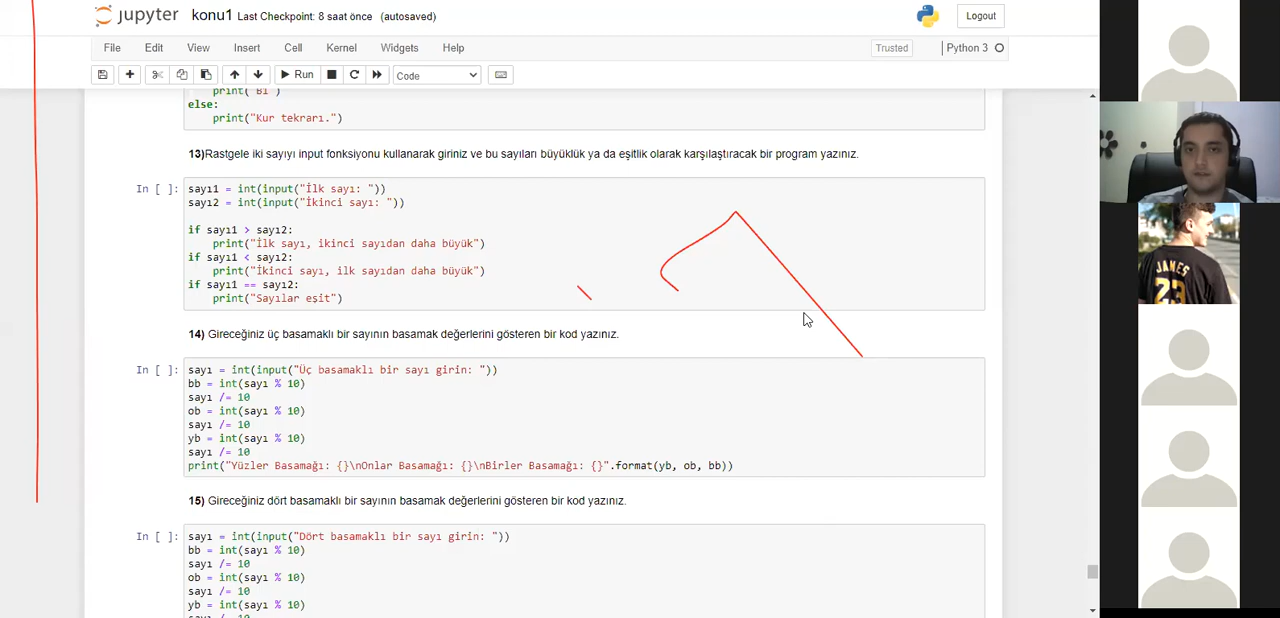 jupyter konu1 Last Checkpoint: 8 saat önce (autosaved)
Logout
File Edit View Insert Cell Kernel Widgets Help
Trusted
Python 3
Run
Code
print("B1")
else:
print("Kur tekrarı.")
13)Rastgele iki sayıyı input fonksiyonu kullanarak giriniz ve bu sayıları büyüklük ya da eşitlik olarak karşılaştıracak bir program yazınız.
In [ ]:
sayı1 = int(input("İlk sayı: "))
sayı2 = int(input("İkinci sayı: "))
if sayı1 > sayı2:
print("İlk sayı, ikinci sayıdan daha büyük")
if sayı1 < sayı2:
print("İkinci sayı, ilk sayıdan daha büyük")
if sayı1 == sayı2:
print("Sayılar eşit")
14) Gireceğiniz üç basamaklı bir sayının basamak değerlerini gösteren bir kod yazınız.
In [ ]:
sayı = int(input("Üç basamaklı bir sayı girin: "))
bb = int(sayı % 10)
sayı /= 10
ob = int(sayı % 10)
sayı /= 10
yb = int(sayı % 10)
sayı /= 10
print("Yüzler Basamağı: {}\nOnlar Basamağı: {}\nBirler Basamağı: {}".format(yb, ob, bb))
15) Gireceğiniz dört basamaklı bir sayının basamak değerlerini gösteren bir kod yazınız.
In [ ]:
sayı = int(input("Dört basamaklı bir sayı girin: "))
bb = int(sayı % 10)
sayı /= 10
ob = int(sayı % 10)
sayı /= 10
yb = int(sayı % 10)
sayı /= 10
JAMES
23